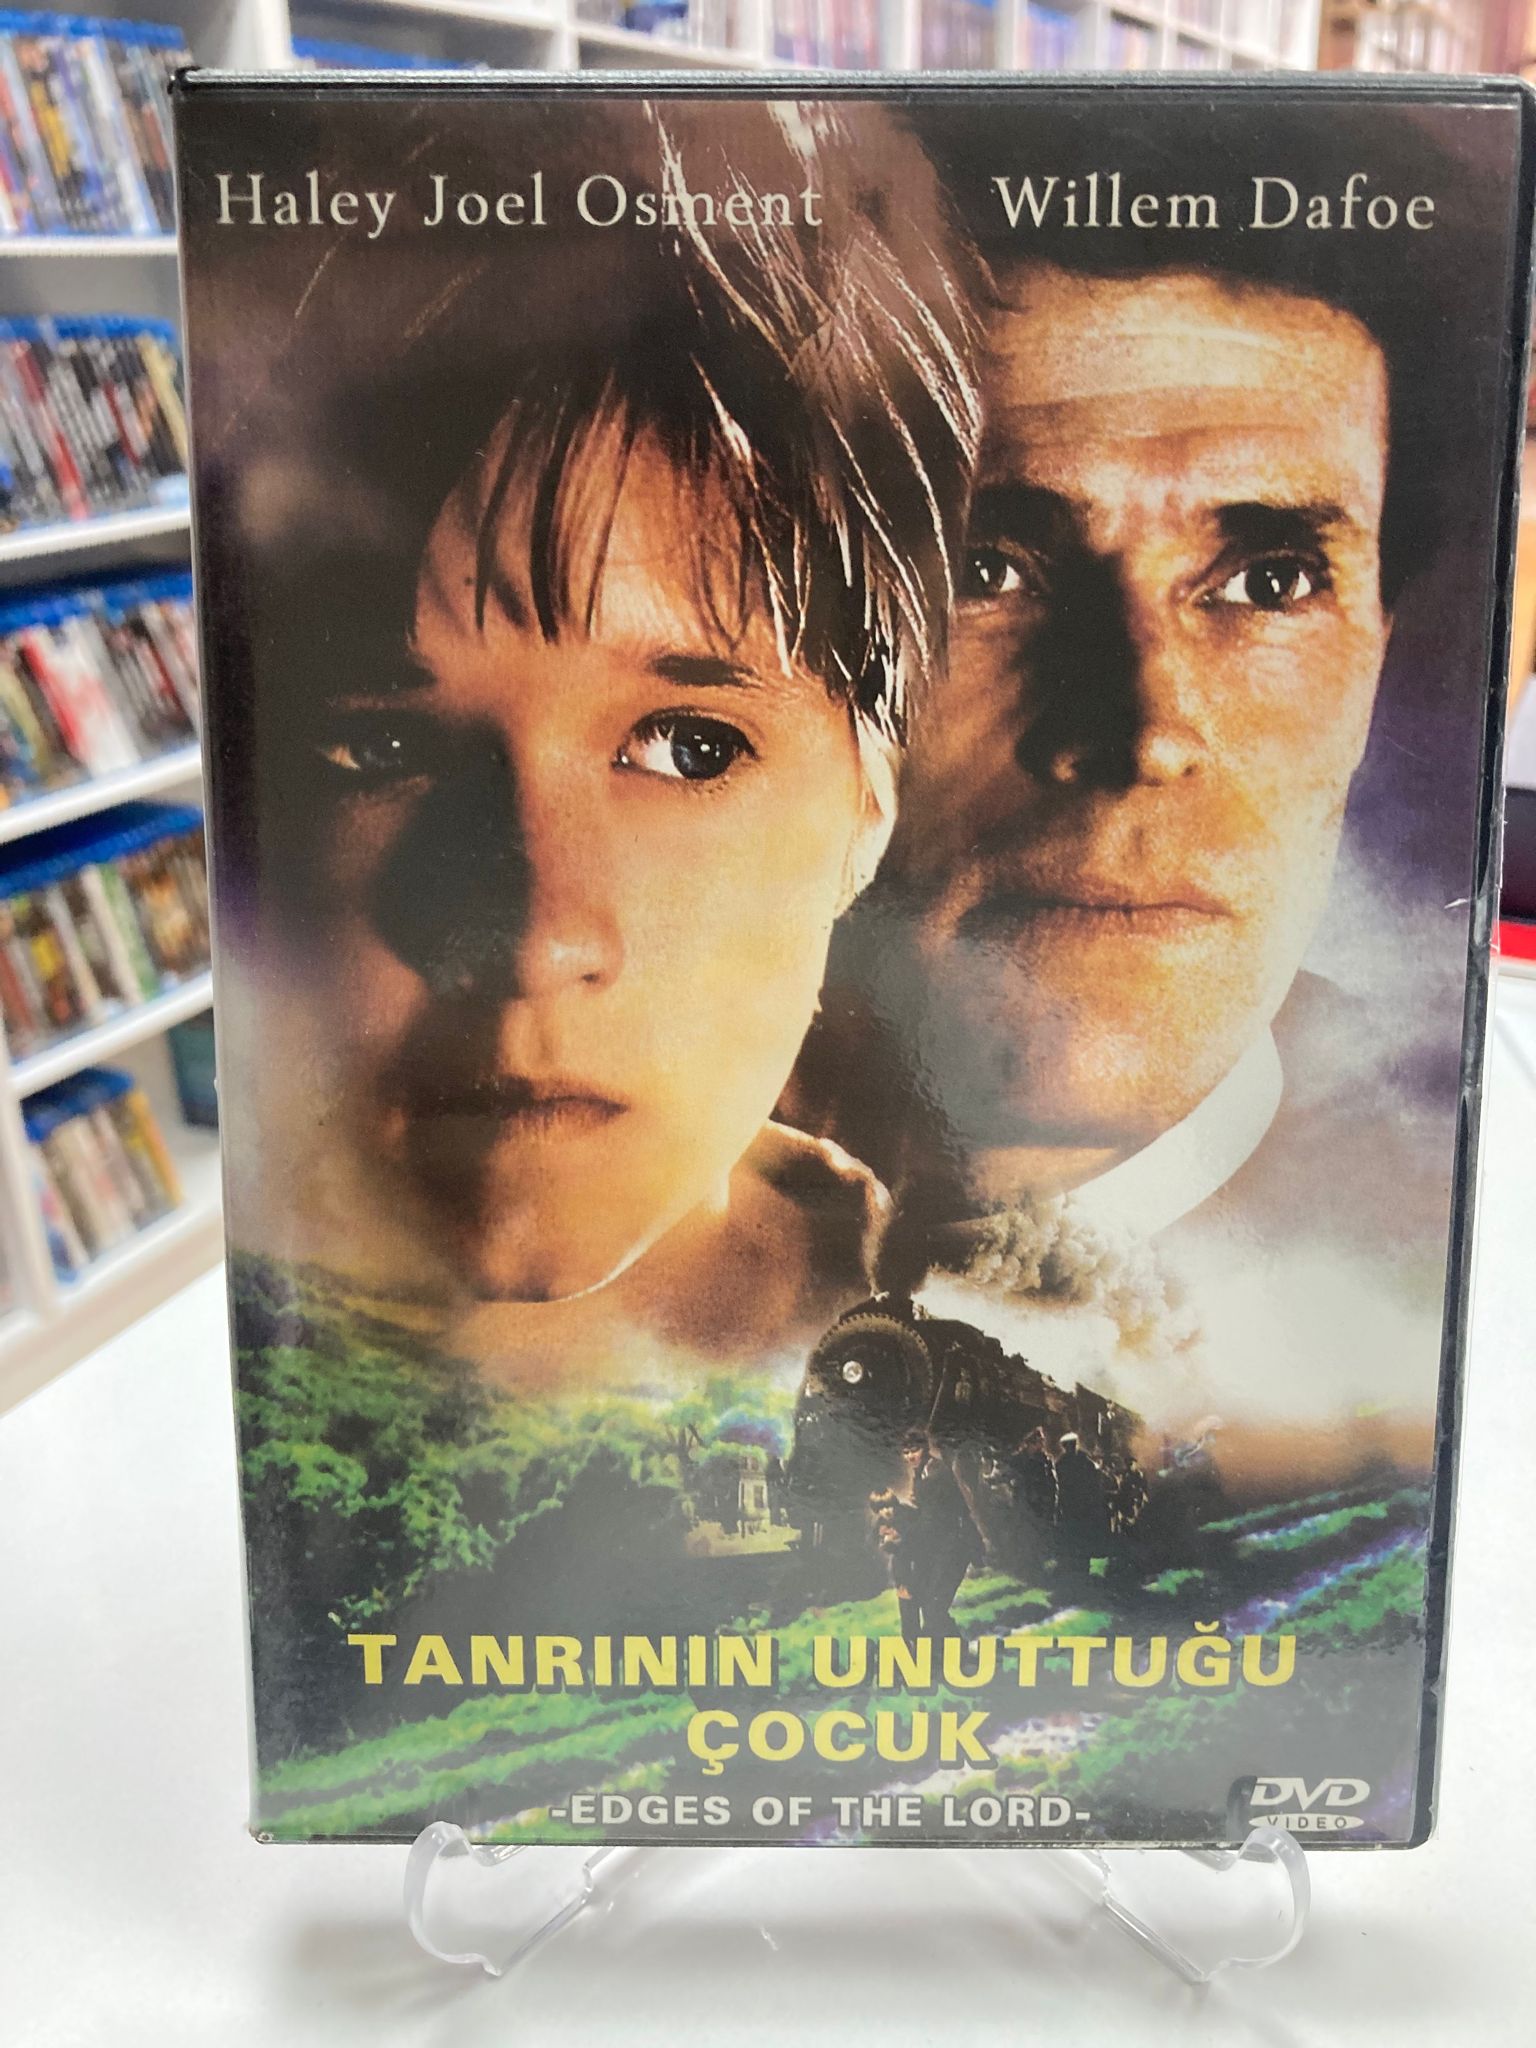 Haley Joel Osment
Willem Dafoe
TANRININ UNUTTUĞU
ÇOCUK
-EDGES OF THE LORD-
DVD
VIDEO